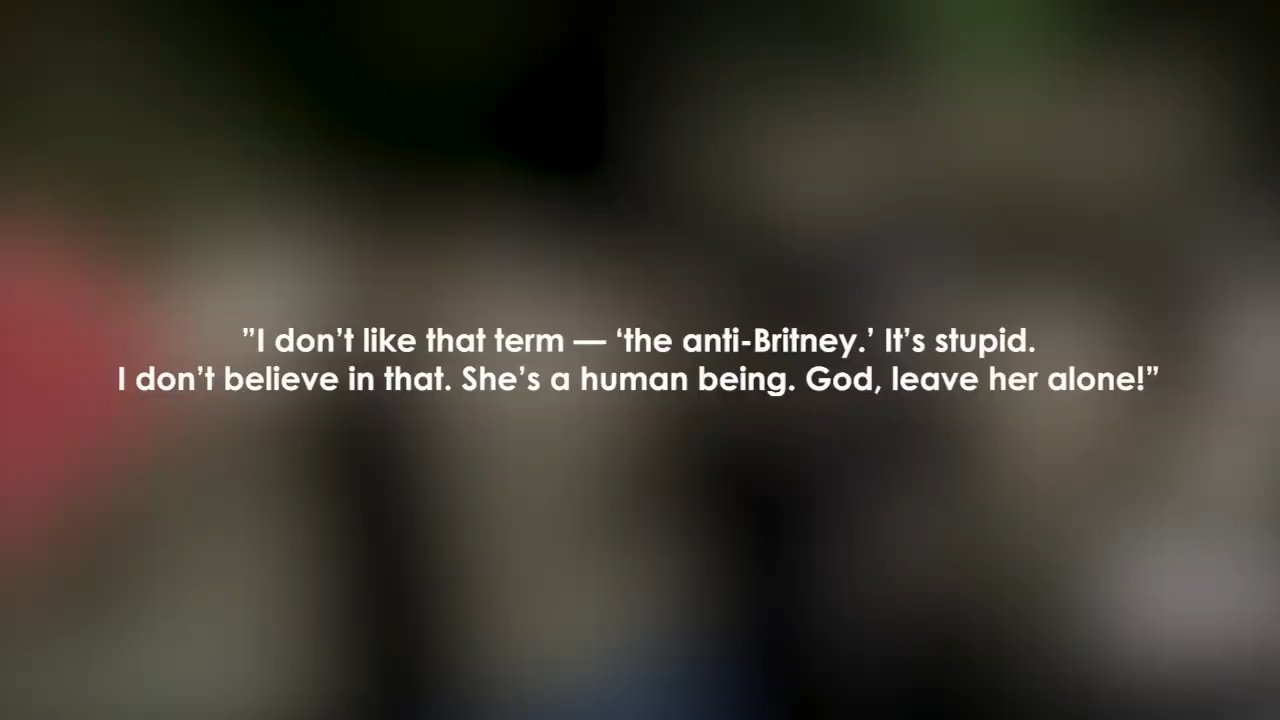 ”I don’t like that term — ‘the anti-Britney.’ It’s stupid.
I don’t believe in that. She’s a human being. God, leave her alone!”